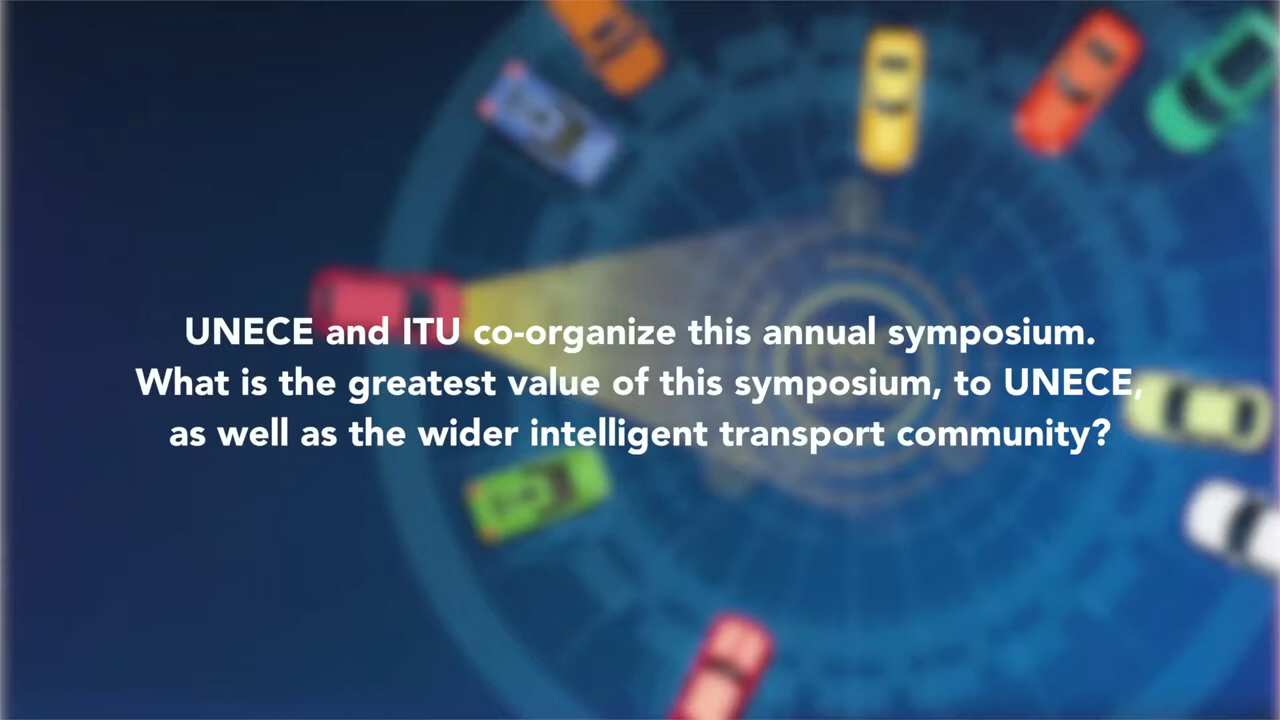 UNECE and ITU co-organize this annual symposium.
What is the greatest value of this symposium, to UNECE,
as well as the wider intelligent transport community?